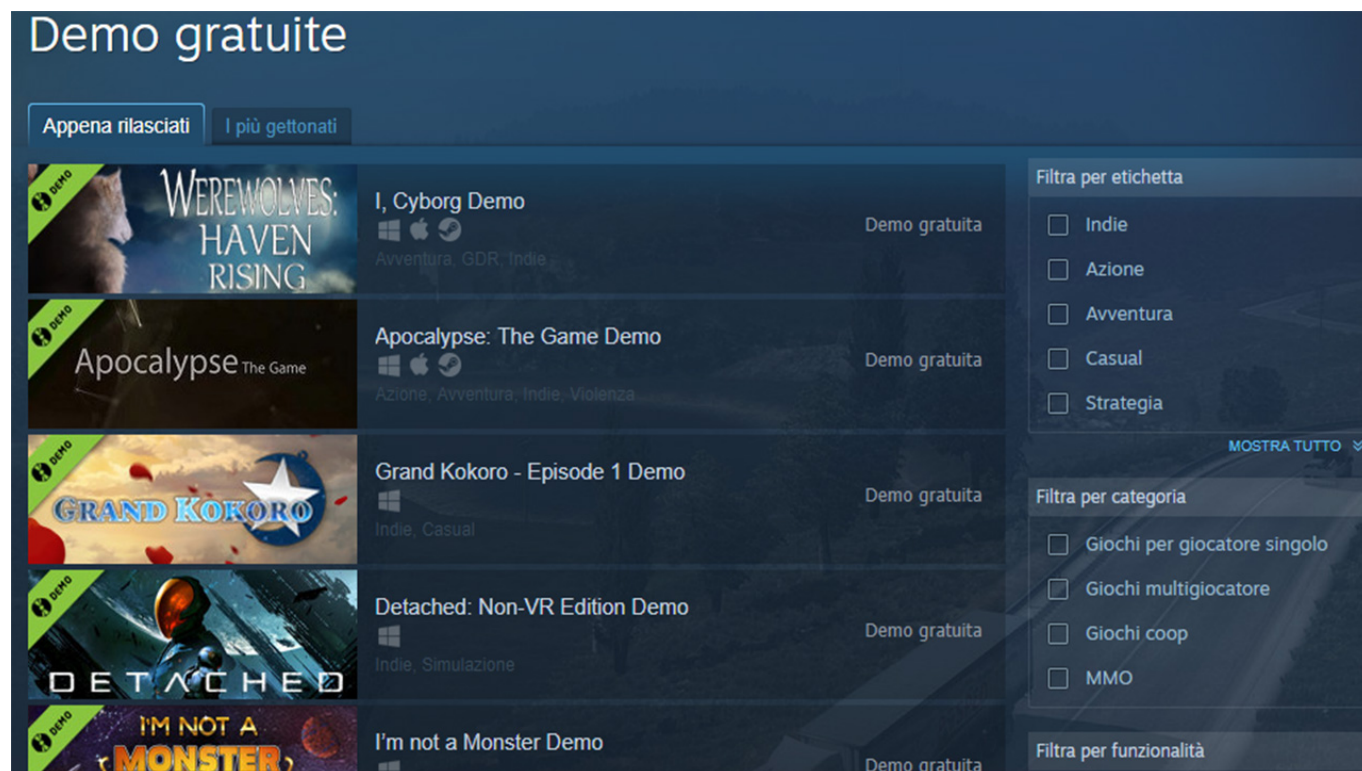 Demo gratuite
Appena rilasciati
I più gettonati
DEMO
WEREWOLVES:
HAVEN
RISING
I, Cyborg Demo
Avventura, GDR, Indie
Demo gratuita
DEMO
Apocalypse The Game
Apocalypse: The Game Demo
Azione, Avventura, Indie, Violenza
Demo gratuita
DEMO
GRAND KOKORO
Grand Kokoro - Episode 1 Demo
Indie, Casual
Demo gratuita
DEMO
DETACHED
Detached: Non-VR Edition Demo
Indie, Simulazione
Demo gratuita
DEMO
I'M NOT A
MONSTER
I'm not a Monster Demo
Demo gratuita
Filtra per etichetta
Indie
Azione
Avventura
Casual
Strategia
MOSTRA TUTTO
Filtra per categoria
Giochi per giocatore singolo
Giochi multigiocatore
Giochi coop
MMO
Filtra per funzionalità